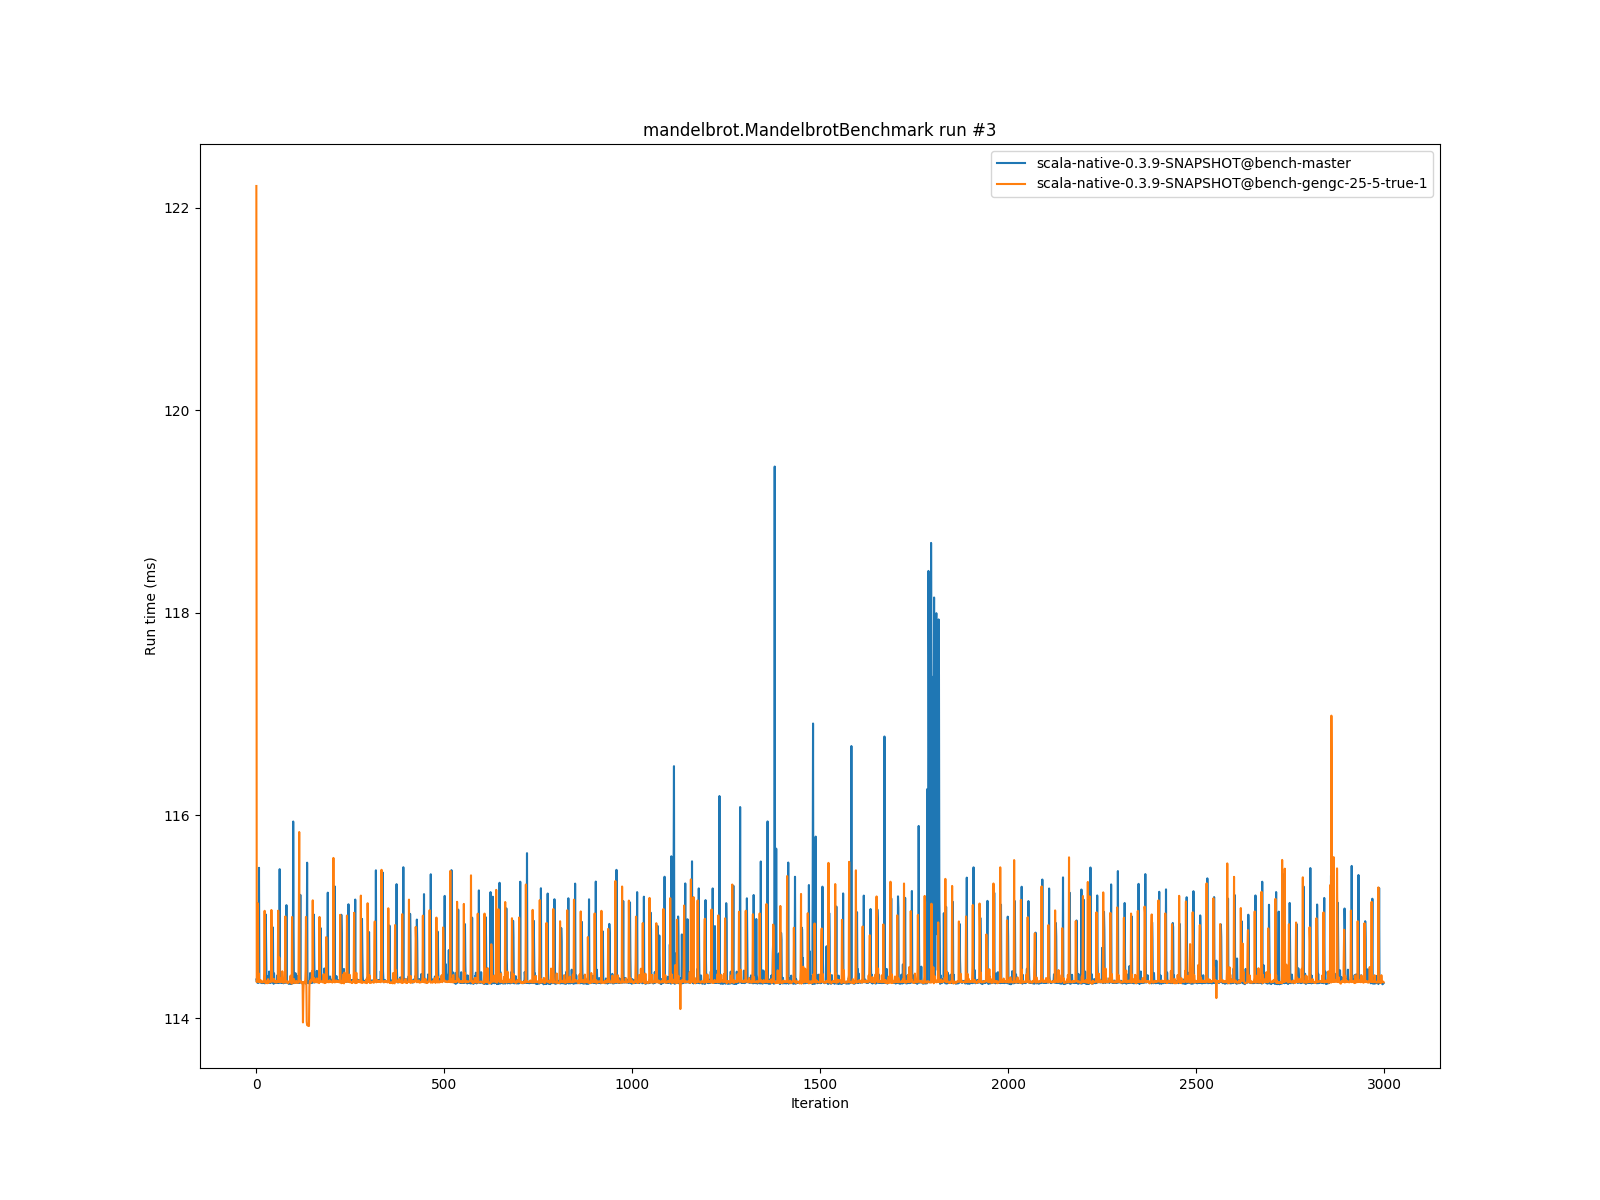 mandelbrot.MandelbrotBenchmark run #3
scala-native-0.3.9-SNAPSHOT@bench-master
scala-native-0.3.9-SNAPSHOT@bench-gengc-25-5-true-1
Run time (ms)
122
120
118
116
114
0 500 1000 1500 2000 2500 3000
Iteration